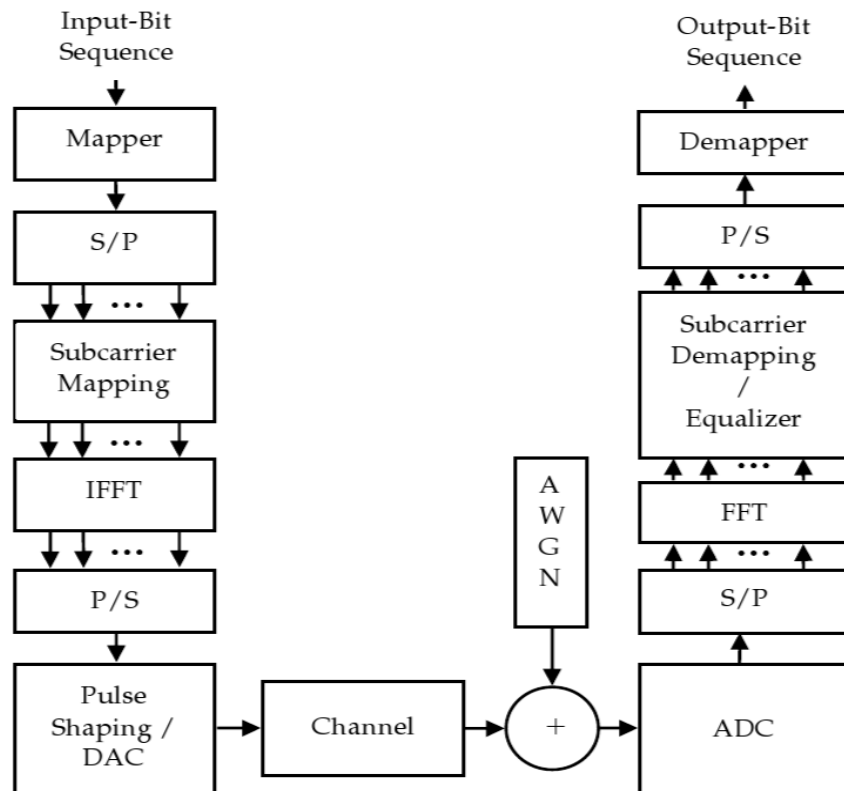 Input-Bit
Sequence
Mapper
S/P
...
Subcarrier
Mapping
...
IFFT
...
P/S
Pulse
Shaping /
DAC
Channel
A
W
G
N
+
ADC
S/P
...
FFT
...
Subcarrier
Demapping
/
Equalizer
...
P/S
Demapper
Output-Bit
Sequence